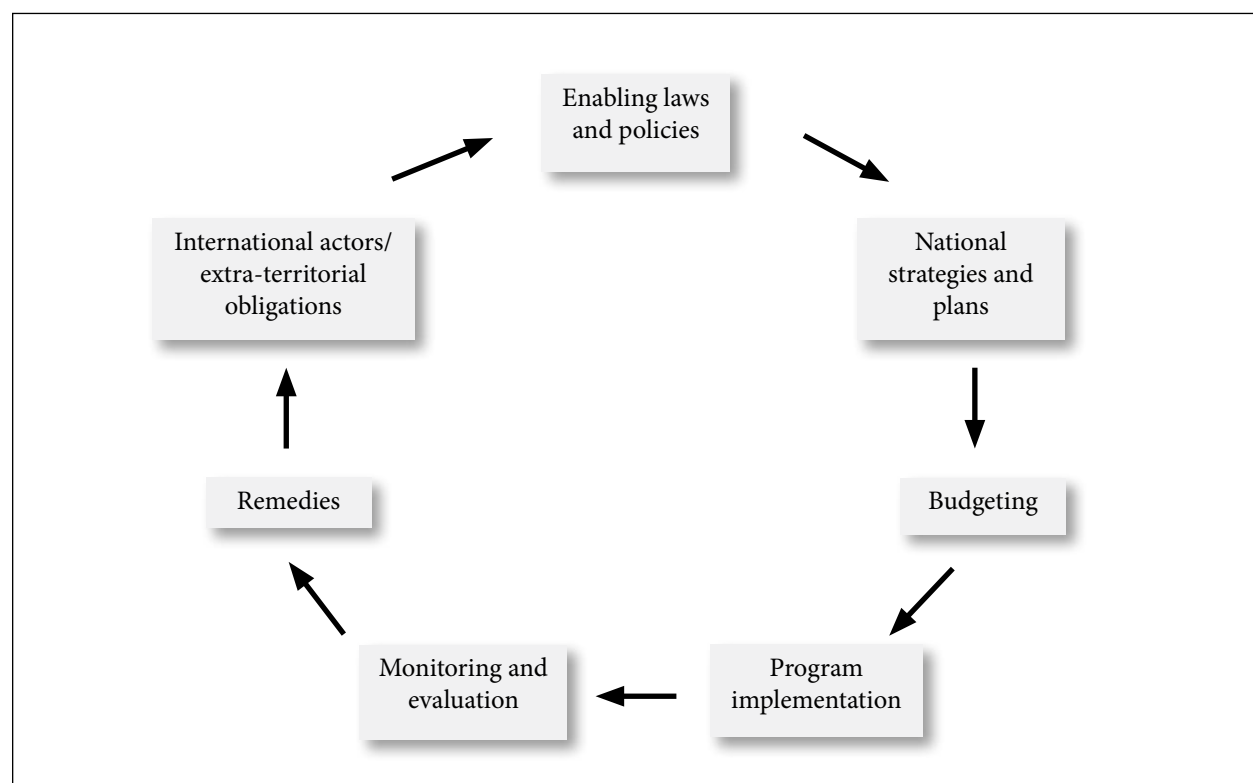 Enabling laws
and policies
National
strategies and
plans
Budgeting
Program
implementation
Monitoring and
evaluation
Remedies
International actors/
extra-territorial
obligations